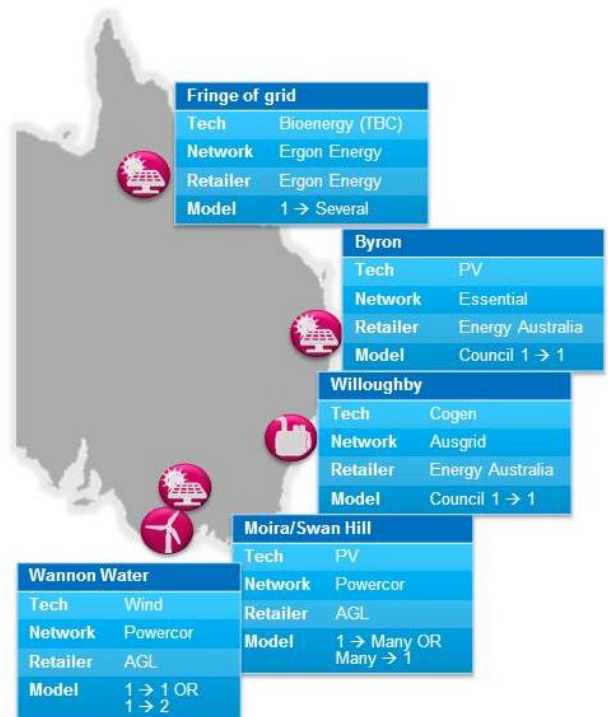 Fringe of grid
Tech Bioenergy (TBC)
Network Ergon Energy
Retailer Ergon Energy
Model 1 → Several
Byron
Tech PV
Network Essential
Retailer Energy Australia
Model Council 1 → 1
Willoughby
Tech Cogen
Network Ausgrid
Retailer Energy Australia
Model Council 1 → 1
Moira/Swan Hill
Tech PV
Network Powercor
Retailer AGL
Model 1 → Many OR
Many → 1
Wannon Water
Tech Wind
Network Powercor
Retailer AGL
Model 1 → 1 OR
1 → 2